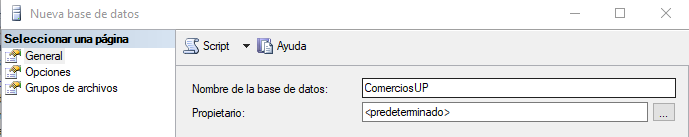 Nueva base de datos
Seleccionar una página
General
Opciones
Grupos de archivos
Script
Ayuda
Nombre de la base de datos: ComerciosUP
Propietario: <predeterminado> ...